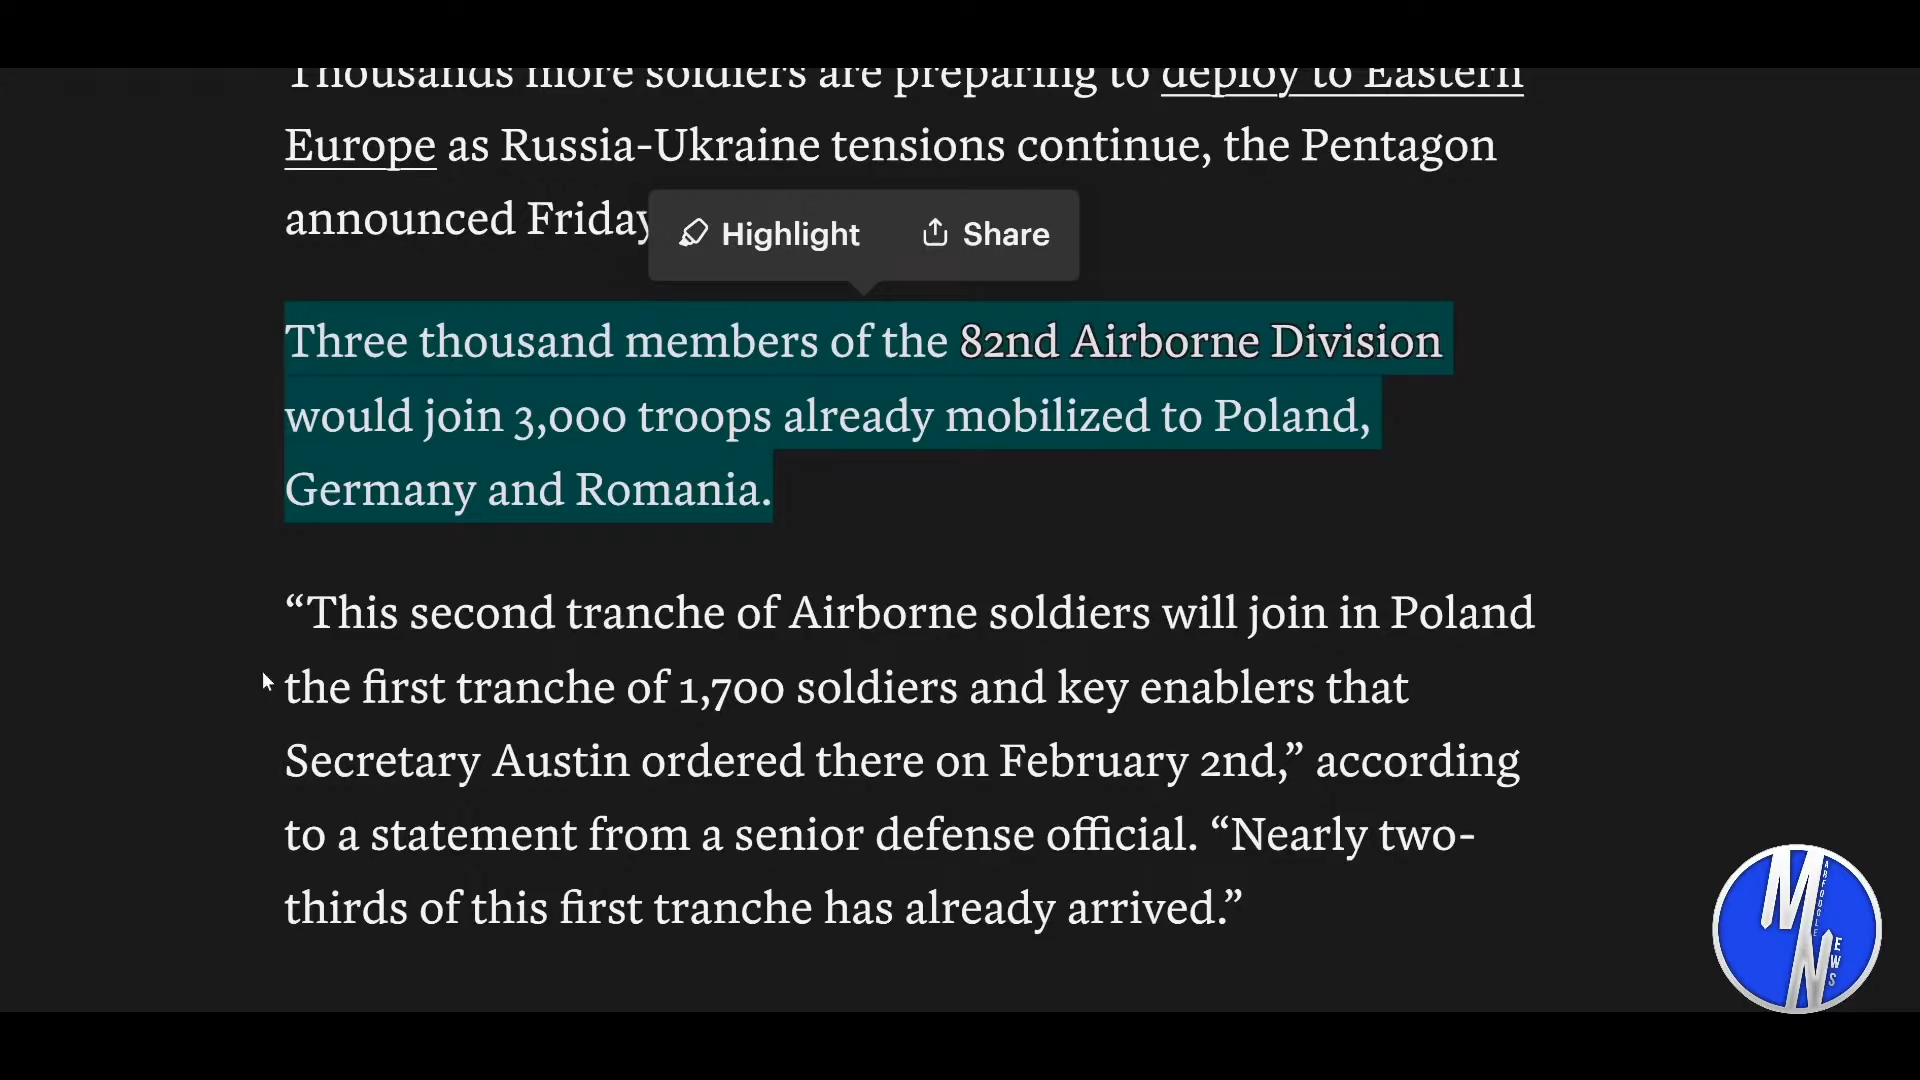 Thousands more soldiers are preparing to deploy to Eastern
Europe as Russia-Ukraine tensions continue, the Pentagon
announced Friday
Highlight Share
Three thousand members of the 82nd Airborne Division
would join 3,000 troops already mobilized to Poland,
Germany and Romania.
“This second tranche of Airborne soldiers will join in Poland
the first tranche of 1,700 soldiers and key enablers that
Secretary Austin ordered there on February 2nd,” according
to a statement from a senior defense official. “Nearly two-
thirds of this first tranche has already arrived.”
MARFOOGLE
NEWS